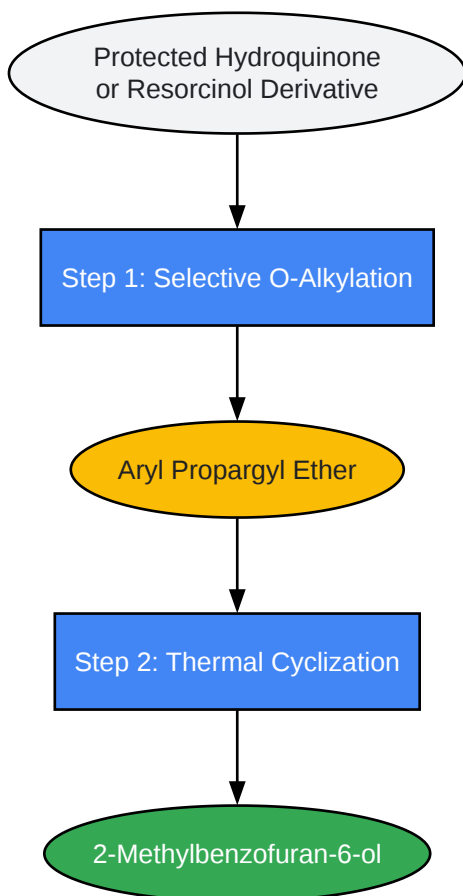 Protected Hydroquinone
or Resorcinol Derivative
Step 1: Selective O-Alkylation
Aryl Propargyl Ether
Step 2: Thermal Cyclization
2-Methylbenzofuran-6-ol